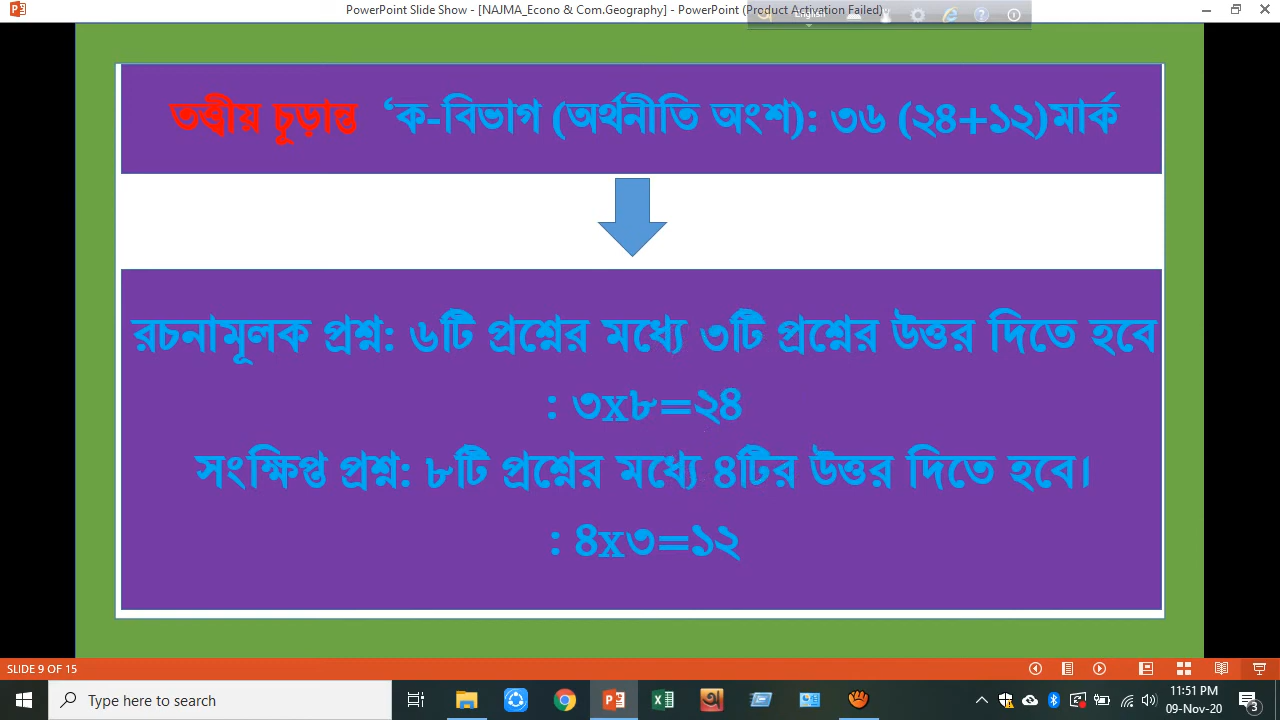 PowerPoint Slide Show - [NAJMA_Econo & Com.Geography] - PowerPoint (Product Activation Failed)
English
তত্ত্বীয় চূড়ান্ত ‘ক-বিভাগ (অর্থনীতি অংশ): ৩৬ (২৪+১২)মার্ক
রচনামূলক প্রশ্ন: ৬টি প্রশ্নের মধ্যে ৩টি প্রশ্নের উত্তর দিতে হবে
: ৩x৮=২৪
সংক্ষিপ্ত প্রশ্ন: ৮টি প্রশ্নের মধ্যে ৪টির উত্তর দিতে হবে।
: ৪x৩=১২
SLIDE 9 OF 15
Type here to search
11:51 PM
09-Nov-20
3